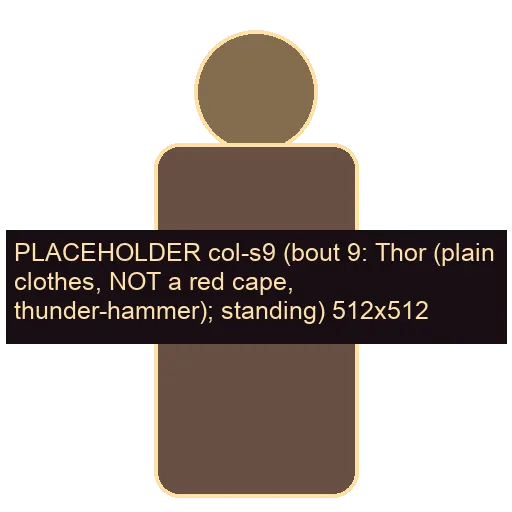 PLACEHOLDER col-s9 (bout 9: Thor (plain
clothes, NOT a red cape,
thunder-hammer); standing) 512x512